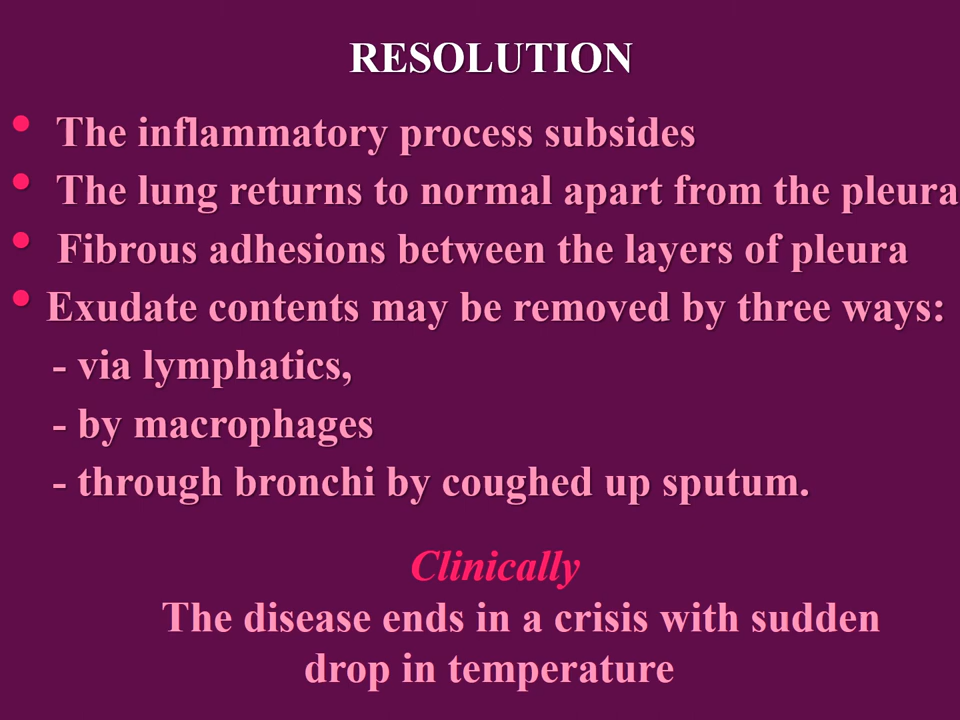 RESOLUTION
• The inflammatory process subsides
• The lung returns to normal apart from the pleura
• Fibrous adhesions between the layers of pleura
• Exudate contents may be removed by three ways:
- via lymphatics,
- by macrophages
- through bronchi by coughed up sputum.
Clinically
The disease ends in a crisis with sudden
drop in temperature